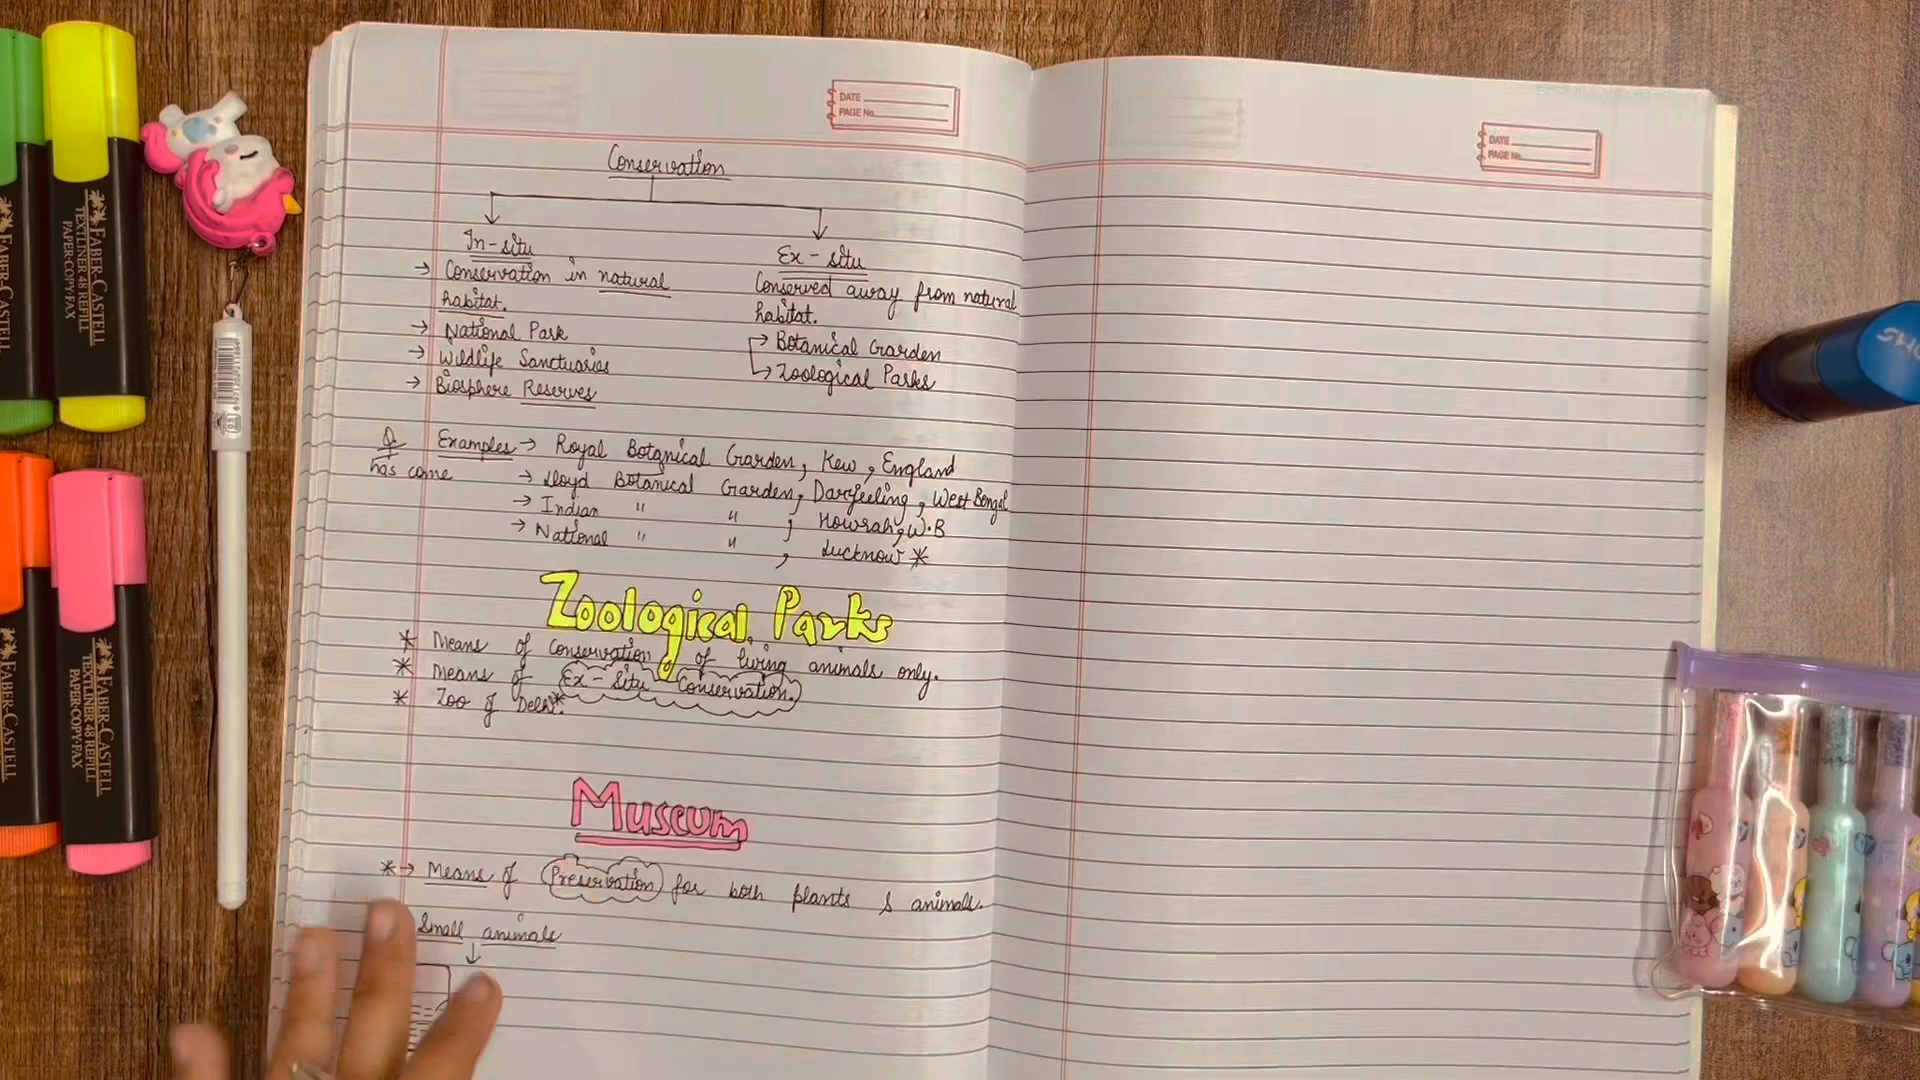 DATE
PAGE No.
Conservation
In-situ
→ Conservation in natural
habitat.
→ National Park
→ Wildlife Sanctuaries
→ Biosphere Reserves
Ex-situ
Conserved away from natural
habitat.
→ Botanical Garden
→ Zoological Parks
Q
has come
Examples → Royal Botanical Garden, Kew, England
→ Lloyd Botanical Garden, Darjeeling, West Bengal
→ Indian " " , Howrah, W.B
→ National " " , Lucknow *
Zoological Parks
* Means of Conservation of living animals only.
* Means of Ex-Situ Conservation.
* Zoo of Delhi*
Museum
*→ Means of Preservation for both plants & animals.
Small animals
DATE
PAGE No.
FABER-CASTELL
TEXTLINER 48 REFILL
PAPER·COPY·FAX
FABER-CASTELL
TEXTLINER 48 REFILL
PAPER·COPY·FAX